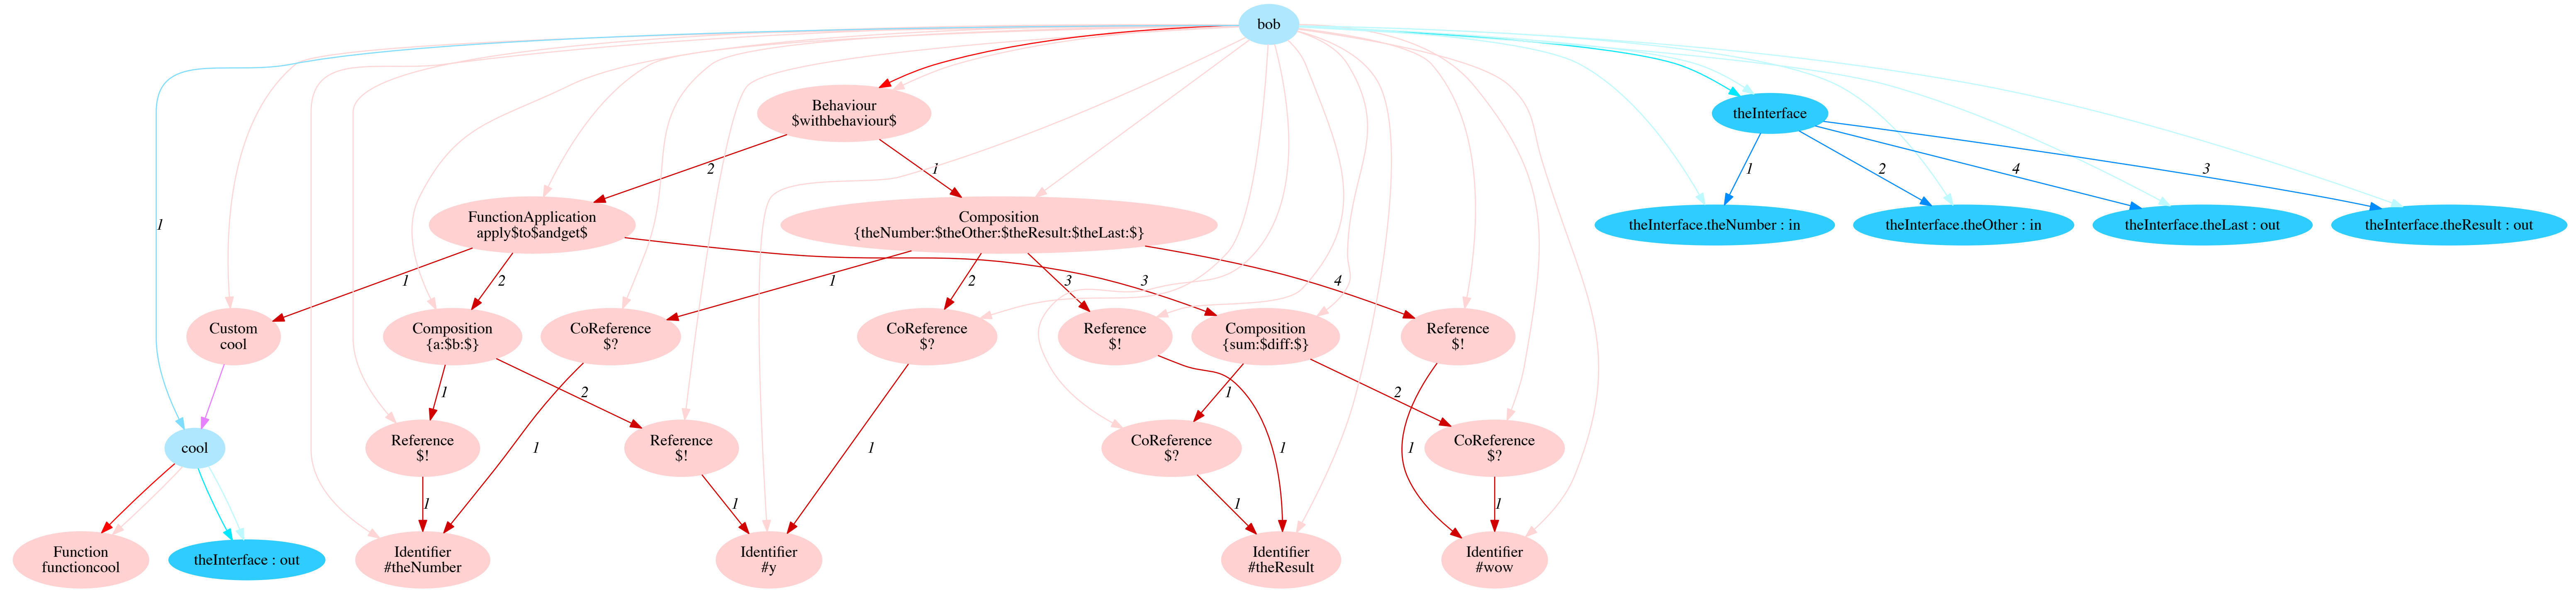 bob
Behaviour
$withbehaviour$
theInterface
1
2
1
1
2
4
3
FunctionApplication
apply$to$andget$
Composition
{theNumber:$theOther:$theResult:$theLast:$}
theInterface.theNumber : in
theInterface.theOther : in
theInterface.theLast : out
theInterface.theResult : out
1
2
1
2
3
3
4
Custom
cool
Composition
{a:$b:$}
CoReference
$?
CoReference
$?
Reference
$!
Composition
{sum:$diff:$}
Reference
$!
1
2
1
2
cool
Reference
$!
1
Reference
$!
1
CoReference
$?
1
1
CoReference
$?
1
1
1
1
Function
functioncool
theInterface : out
Identifier
#theNumber
Identifier
#y
Identifier
#theResult
Identifier
#wow